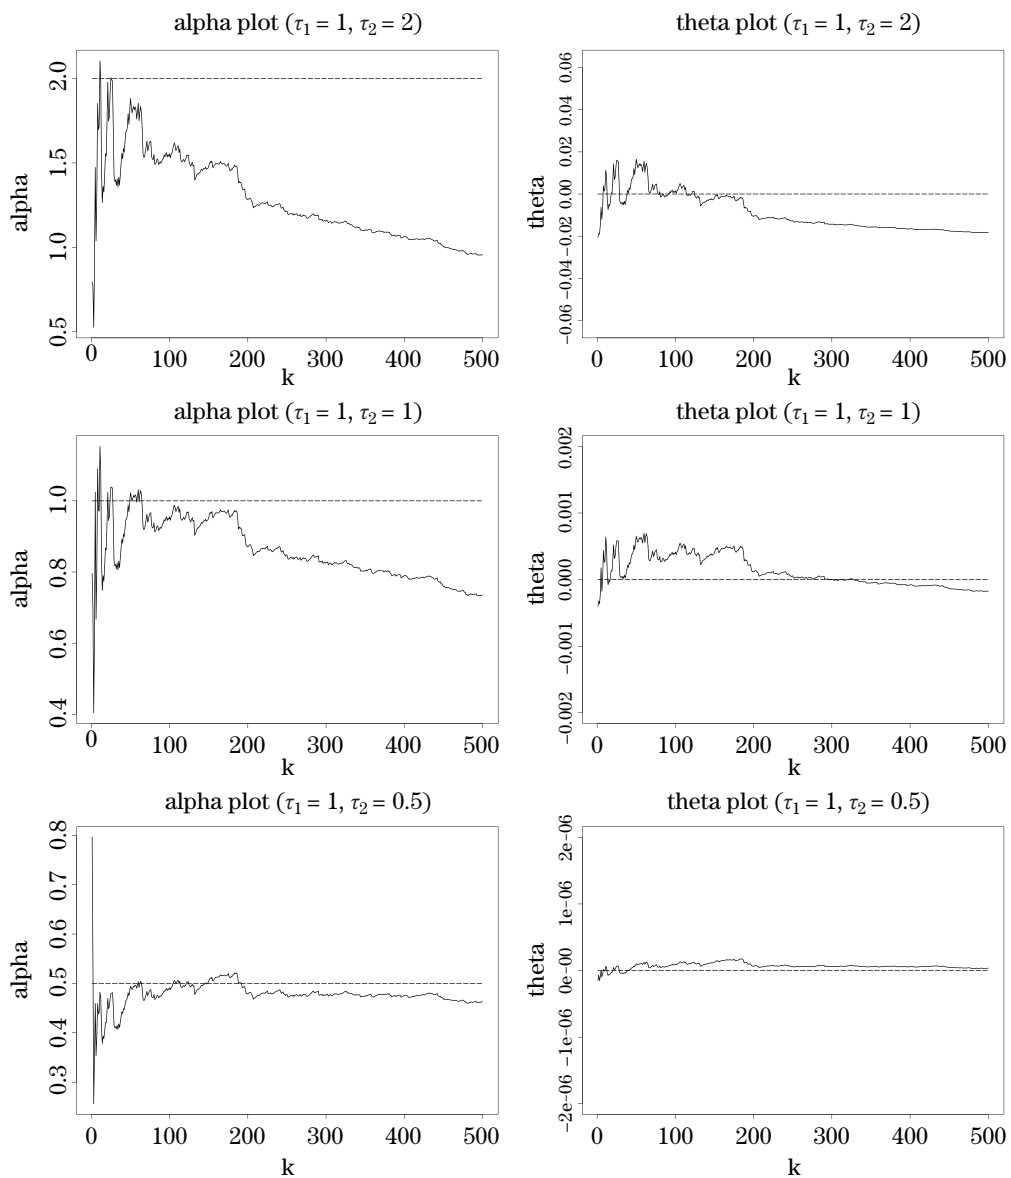 alpha plot (τ1 = 1, τ2 = 2)
alpha
2.0
1.5
1.0
0.5
0 100 200 300 400 500
k
theta plot (τ1 = 1, τ2 = 2)
theta
0.06
0.04
0.02
0.00
−0.02
−0.04
−0.06
0 100 200 300 400 500
k
alpha plot (τ1 = 1, τ2 = 1)
alpha
1.0
0.8
0.6
0.4
0 100 200 300 400 500
k
theta plot (τ1 = 1, τ2 = 1)
theta
0.002
0.001
0.000
−0.001
−0.002
0 100 200 300 400 500
k
alpha plot (τ1 = 1, τ2 = 0.5)
alpha
0.8
0.7
0.6
0.5
0.4
0.3
0 100 200 300 400 500
k
theta plot (τ1 = 1, τ2 = 0.5)
theta
2e−06
1e−06
0e−00
−1e−06
−2e−06
0 100 200 300 400 500
k